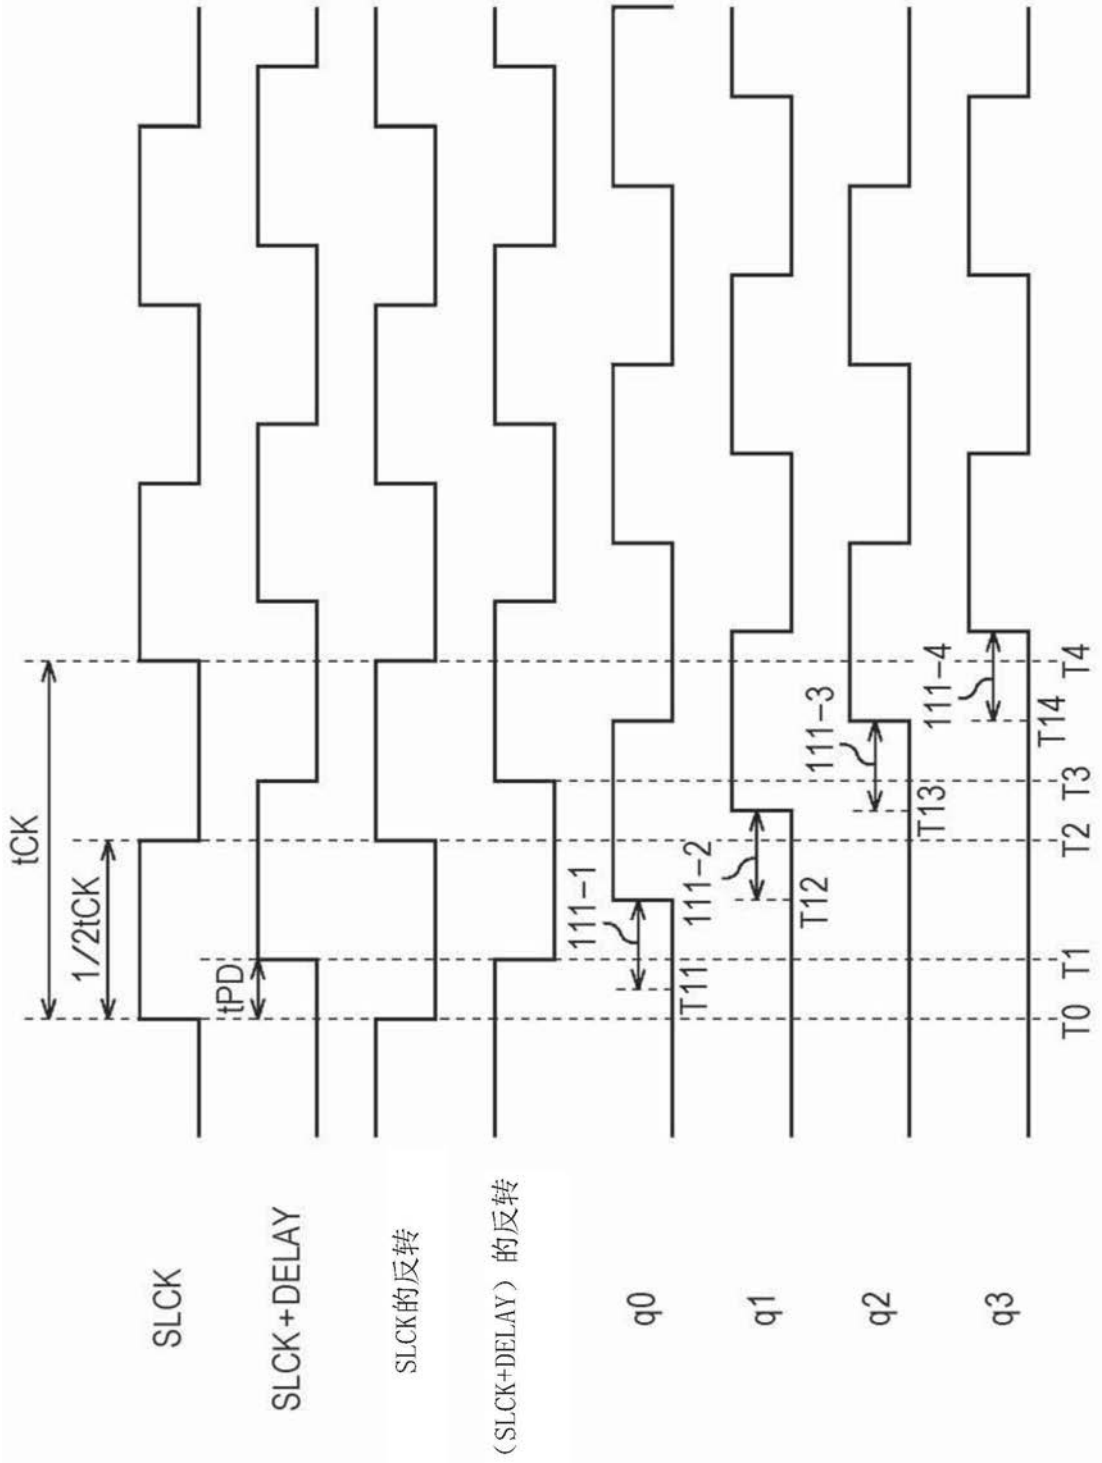 tCK
1/2tCK
tPD
SLCK
SLCK+DELAY
SLCK的反转
（SLCK+DELAY）的反转
q0
111-1
T11
q1
111-2
T12
q2
111-3
T13
q3
111-4
T14
T0
T1
T2
T3
T4